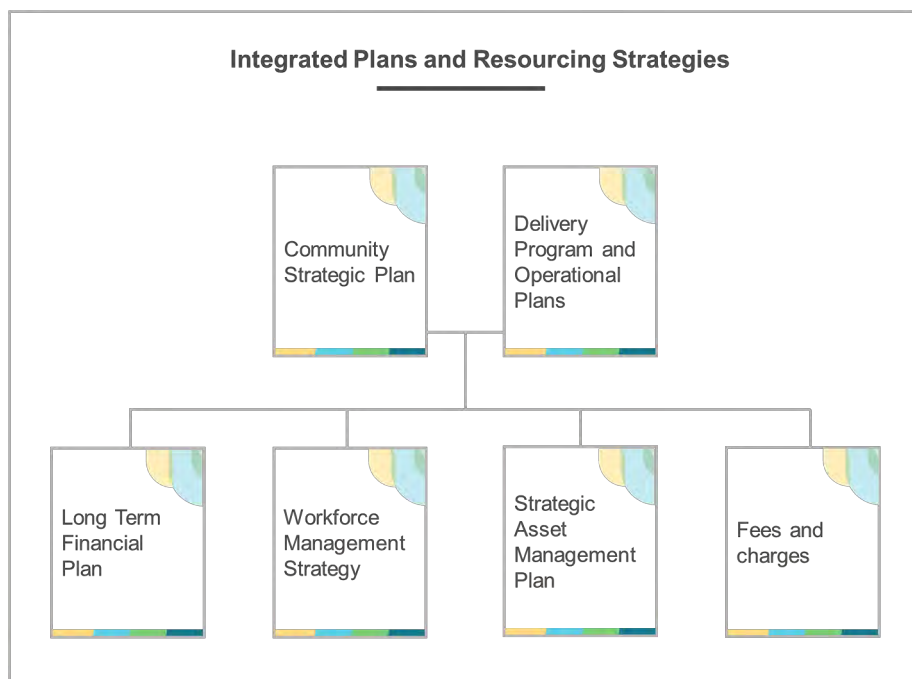 Integrated Plans and Resourcing Strategies
Community
Strategic Plan
Delivery
Program and
Operational
Plans
Long Term
Financial
Plan
Workforce
Management
Strategy
Strategic
Asset
Management
Plan
Fees and
charges